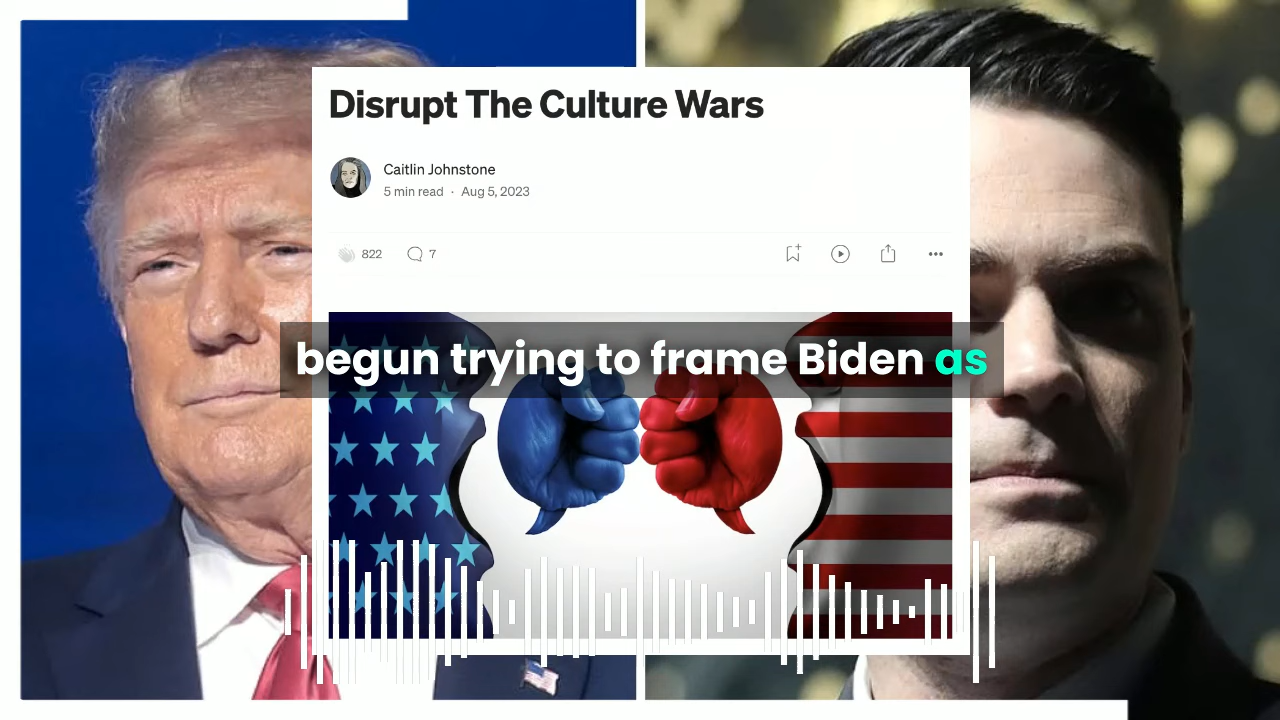 Disrupt The Culture Wars
Caitlin Johnstone
5 min read · Aug 5, 2023
822 7
begun trying to frame Biden as